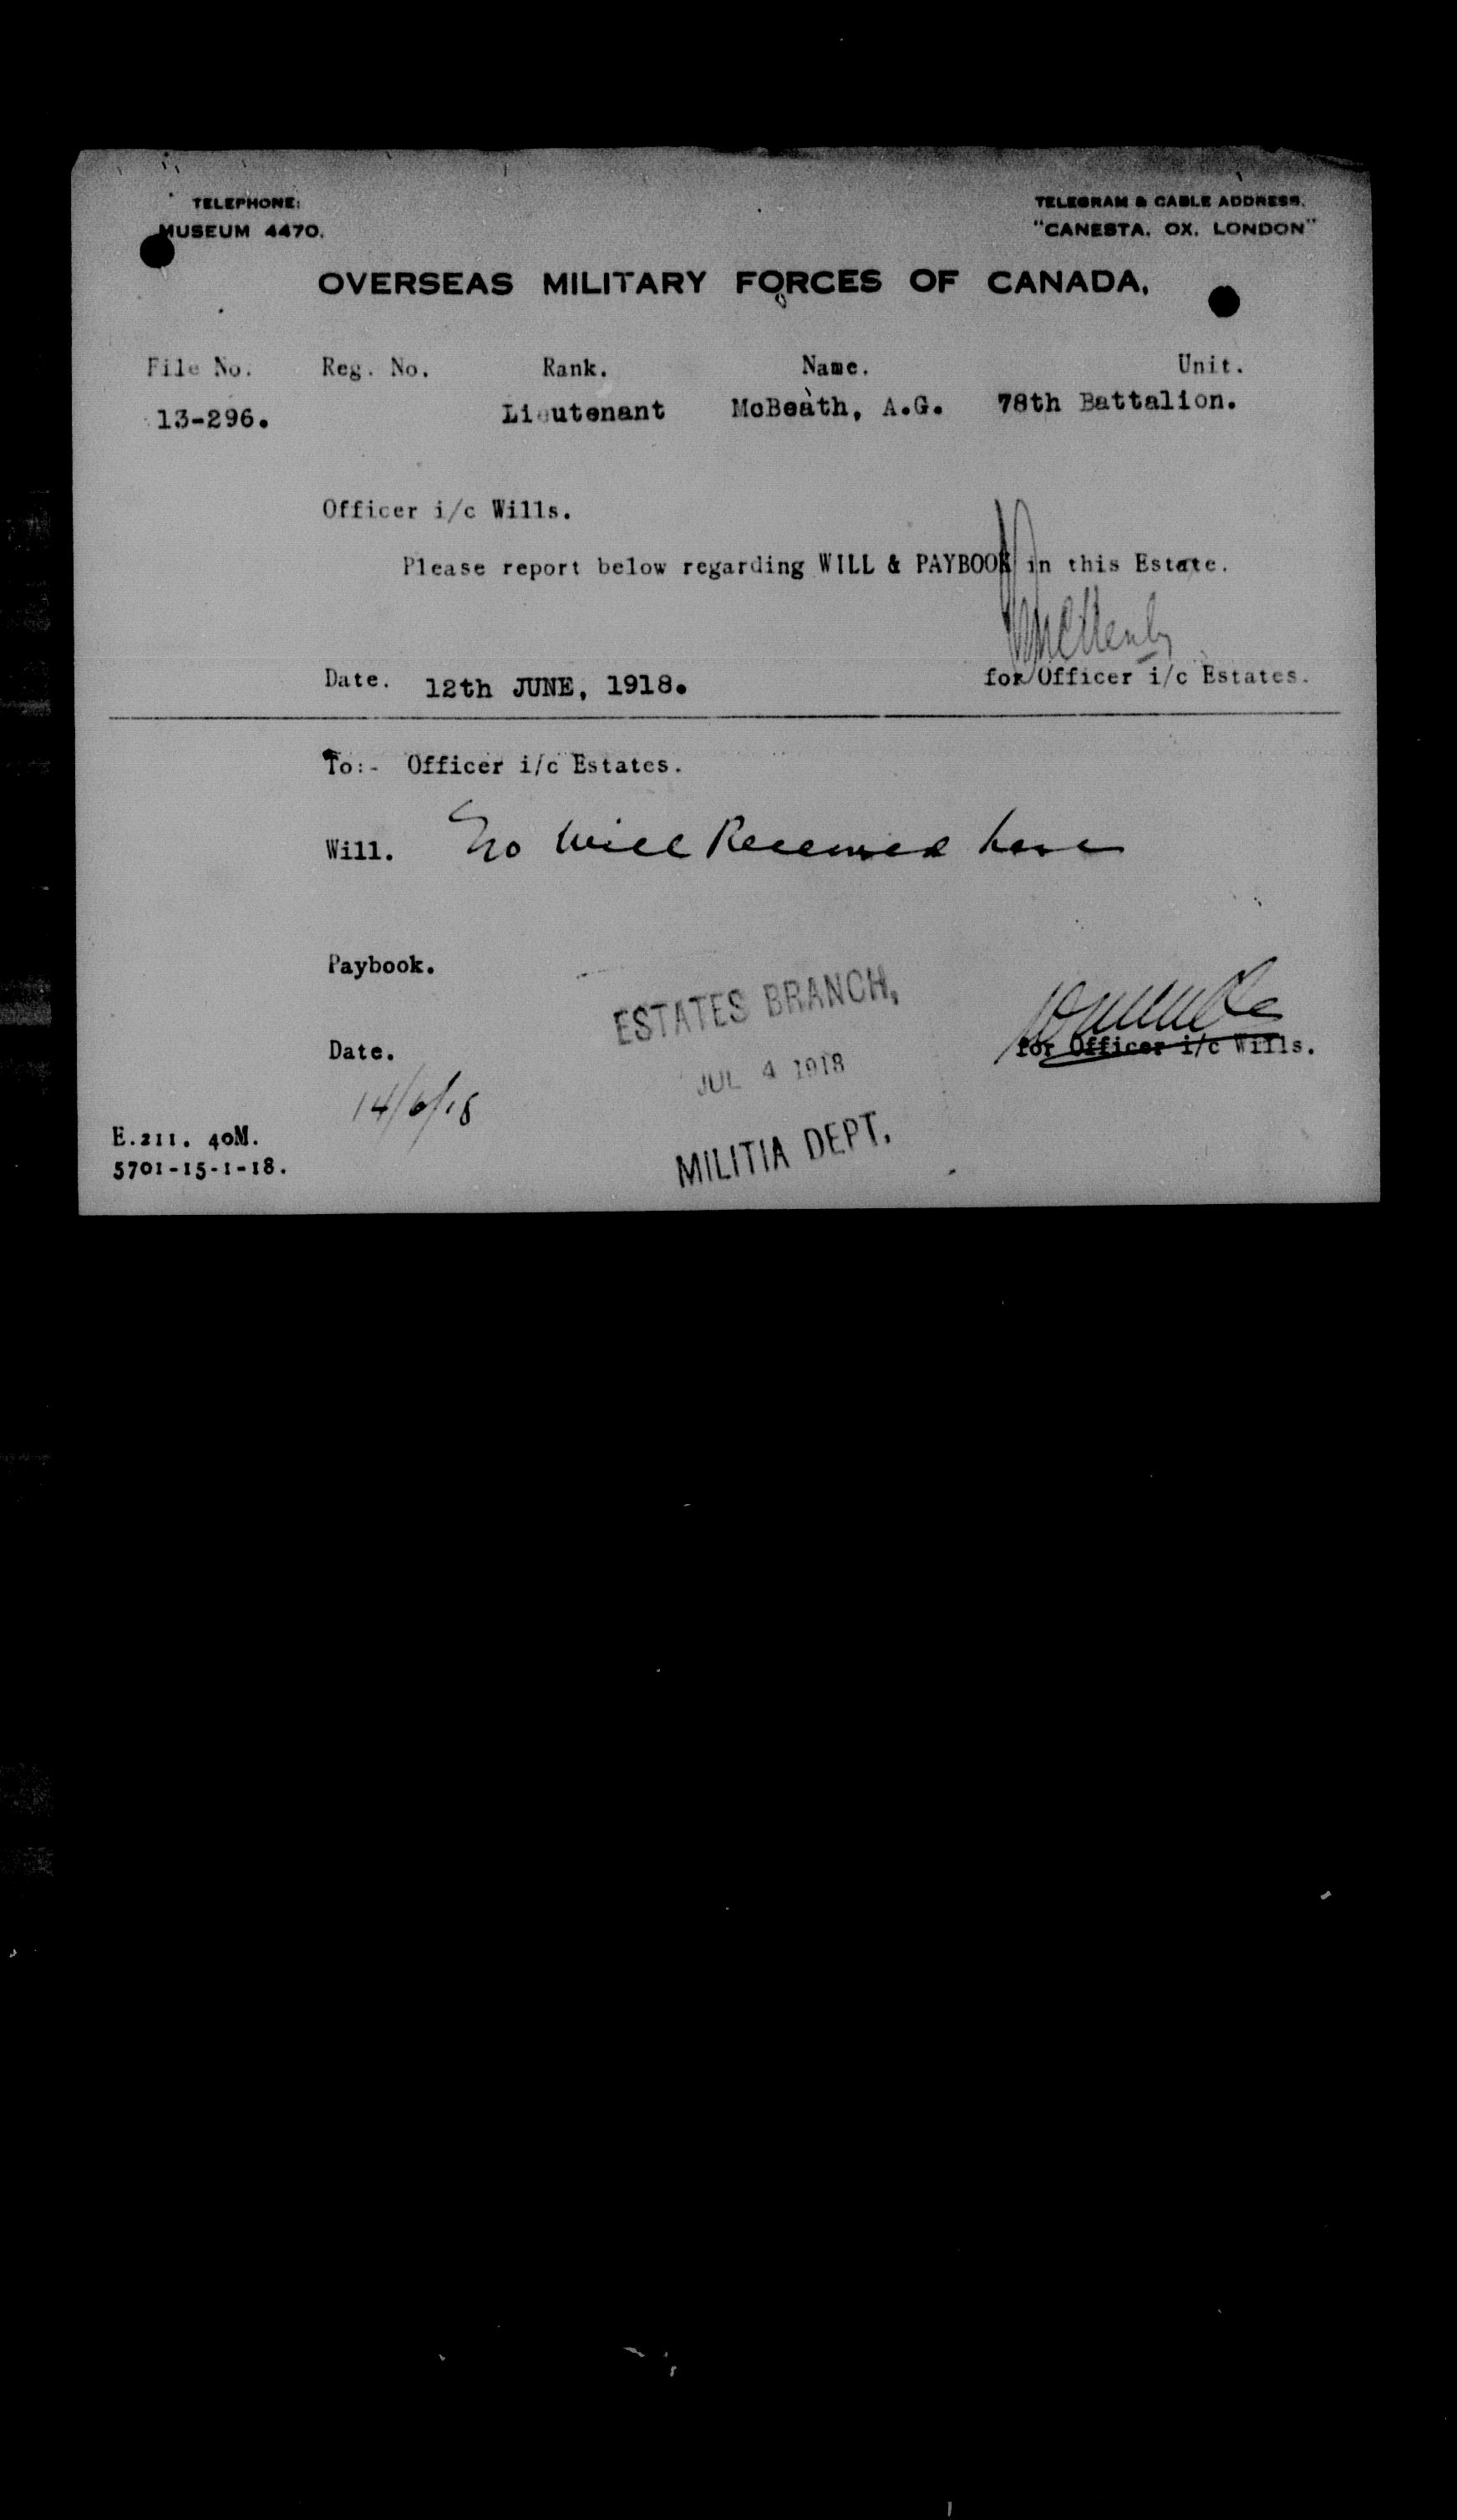 TELEPHONE:
MUSEUM 4470.
TELEGRAM & CABLE ADDRESS.
"CANESTA. OX. LONDON"
OVERSEAS MILITARY FORCES OF CANADA.
File No. Reg. No. Rank. Name. Unit.
13-296. Lieutenant McBeath, A.G. 78th Battalion.
Officer i/c Wills.
Please report below regarding WILL & PAYBOOK in this Estate.
Date. 12th JUNE, 1918. for Officer i/c Estates.
To:- Officer i/c Estates.
Will. No Will Received here
Paybook.
ESTATES BRANCH,
JUL 4 1918
MILITIA DEPT.
for Officer i/c Wills.
Date.
14/6/18
E.211. 40M.
5701-15-1-18.